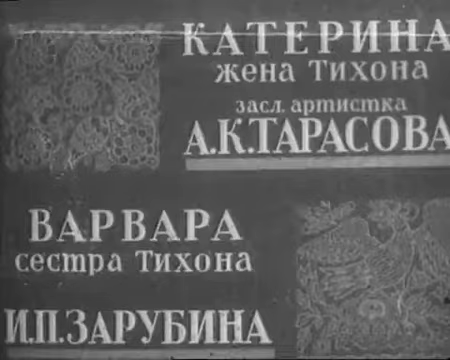 КАТЕРИНА
жена Тихона
засл. артистка
А.К.ТАРАСОВА
ВАРВАРА
сестра Тихона
И.П.ЗАРУБИНА